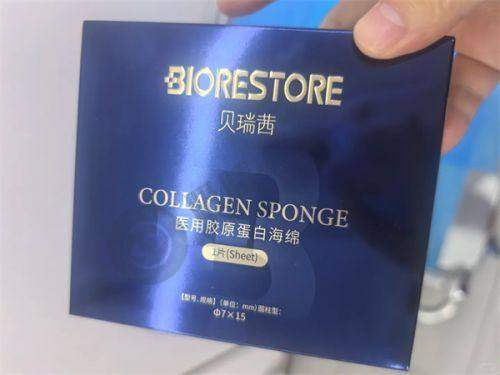 BIORESTORE
贝瑞茜
COLLAGEN SPONGE
医用胶原蛋白海绵
1片(Sheet)
【型号、规格】(单位:mm)圆柱型:
Φ7×15